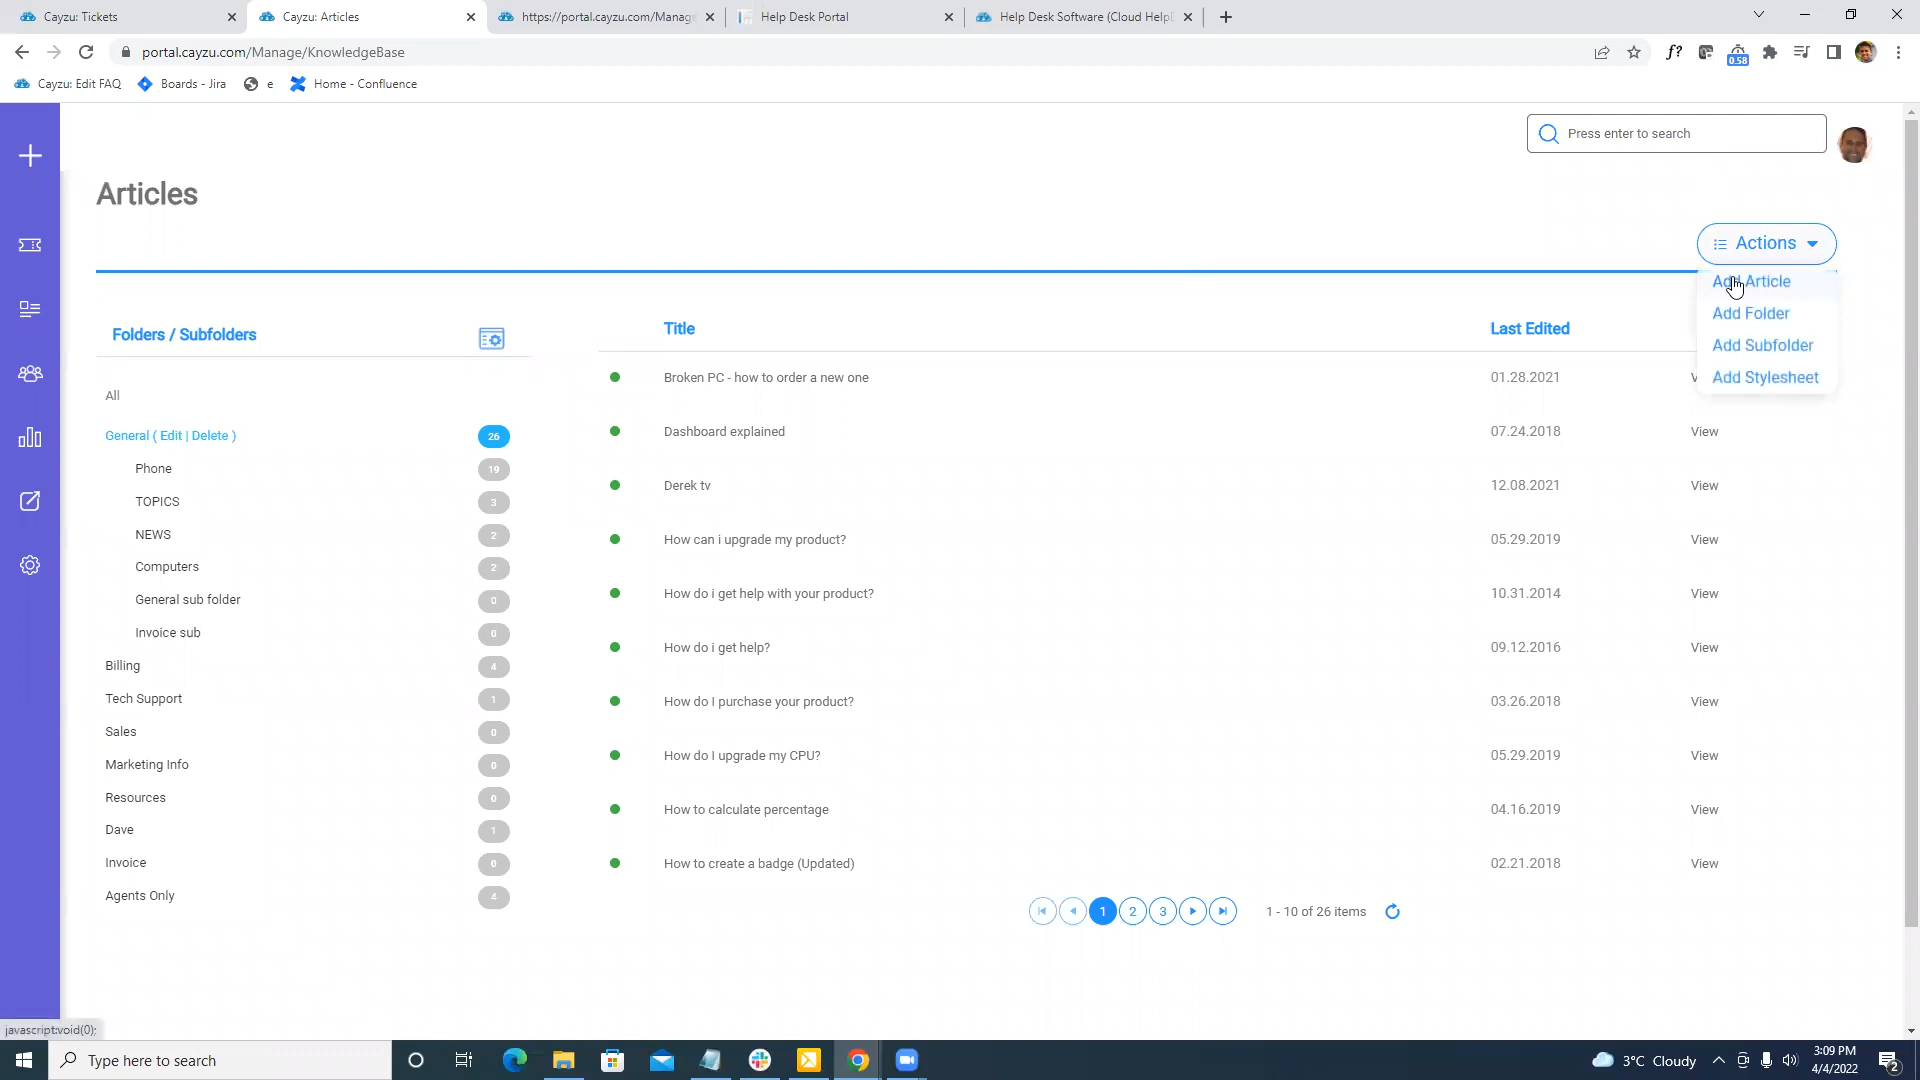 Cayzu: Tickets
Cayzu: Articles
https://portal.cayzu.com/Manage
Help Desk Portal
Help Desk Software (Cloud HelpD
portal.cayzu.com/Manage/KnowledgeBase
f?
0.58
Cayzu: Edit FAQ
Boards - Jira
e
Home - Confluence
Press enter to search
Articles
Actions
Add Article
Add Folder
Add Subfolder
Add Stylesheet
Folders / Subfolders
Title
Last Edited
All
General ( Edit | Delete ) 26
Phone 19
TOPICS 3
NEWS 2
Computers 2
General sub folder 0
Invoice sub 0
Billing 4
Tech Support 1
Sales 0
Marketing Info 0
Resources 0
Dave 1
Invoice 0
Agents Only 4
Broken PC - how to order a new one 01.28.2021 V
Dashboard explained 07.24.2018 View
Derek tv 12.08.2021 View
How can i upgrade my product? 05.29.2019 View
How do i get help with your product? 10.31.2014 View
How do i get help? 09.12.2016 View
How do I purchase your product? 03.26.2018 View
How do I upgrade my CPU? 05.29.2019 View
How to calculate percentage 04.16.2019 View
How to create a badge (Updated) 02.21.2018 View
1 2 3
1 - 10 of 26 items
javascript:void(0);
Type here to search
3°C Cloudy
3:09 PM
4/4/2022
2